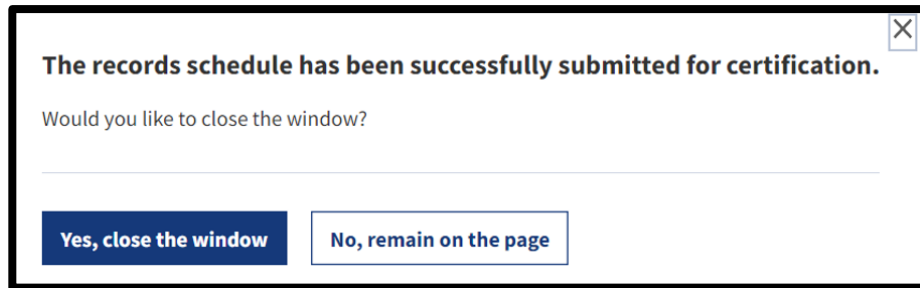 The records schedule has been successfully submitted for certification.
Would you like to close the window?
Yes, close the window
No, remain on the page